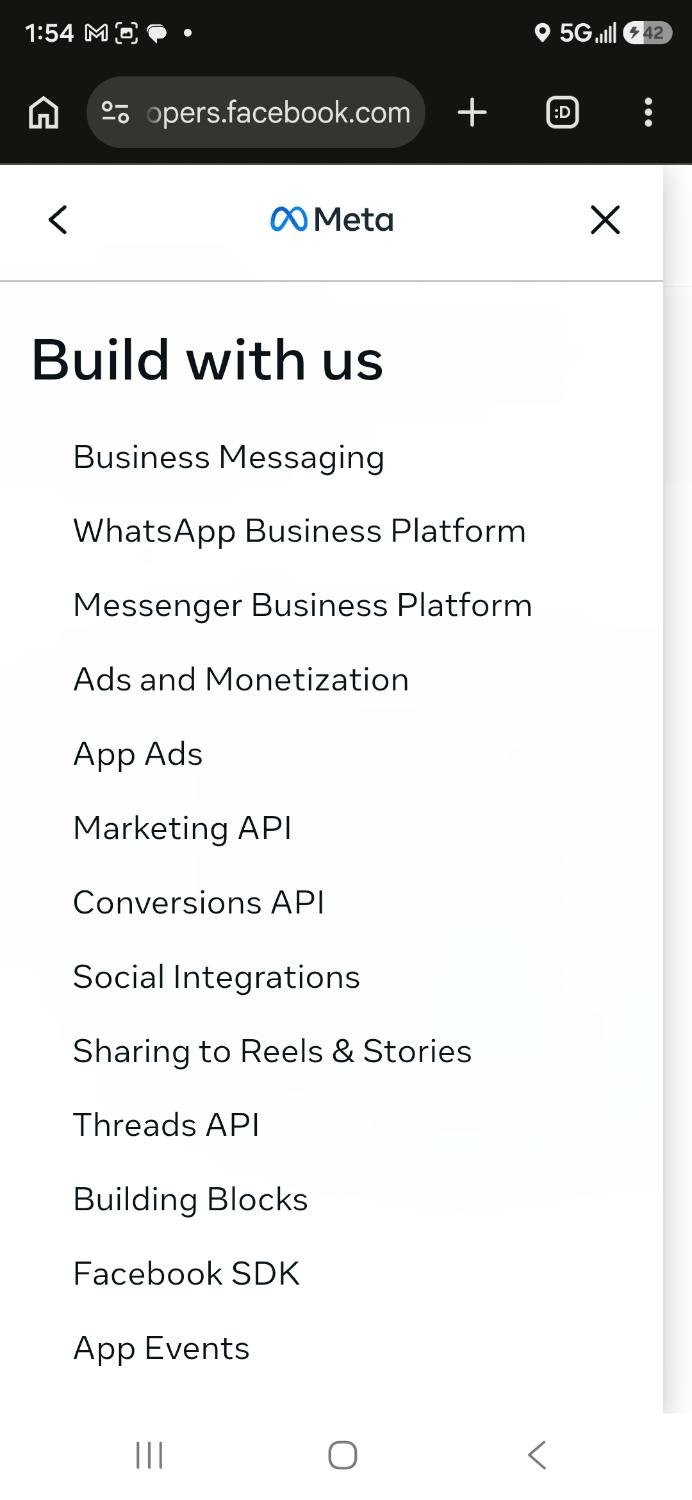 1:54
5G
42
opers.facebook.com
:D
Meta
Build with us
Business Messaging
WhatsApp Business Platform
Messenger Business Platform
Ads and Monetization
App Ads
Marketing API
Conversions API
Social Integrations
Sharing to Reels & Stories
Threads API
Building Blocks
Facebook SDK
App Events